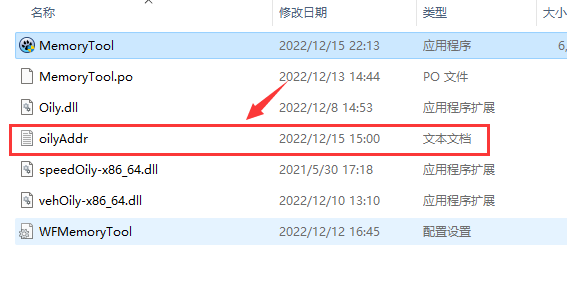 名称 修改日期 类型 大小
MemoryTool 2022/12/15 22:13 应用程序 6,
MemoryTool.po 2022/12/13 14:44 PO 文件
Oily.dll 2022/12/8 14:53 应用程序扩展
oilyAddr 2022/12/15 15:00 文本文档
speedOily-x86_64.dll 2021/5/30 17:18 应用程序扩展
vehOily-x86_64.dll 2022/12/10 13:10 应用程序扩展
WFMemoryTool 2022/12/12 16:45 配置设置